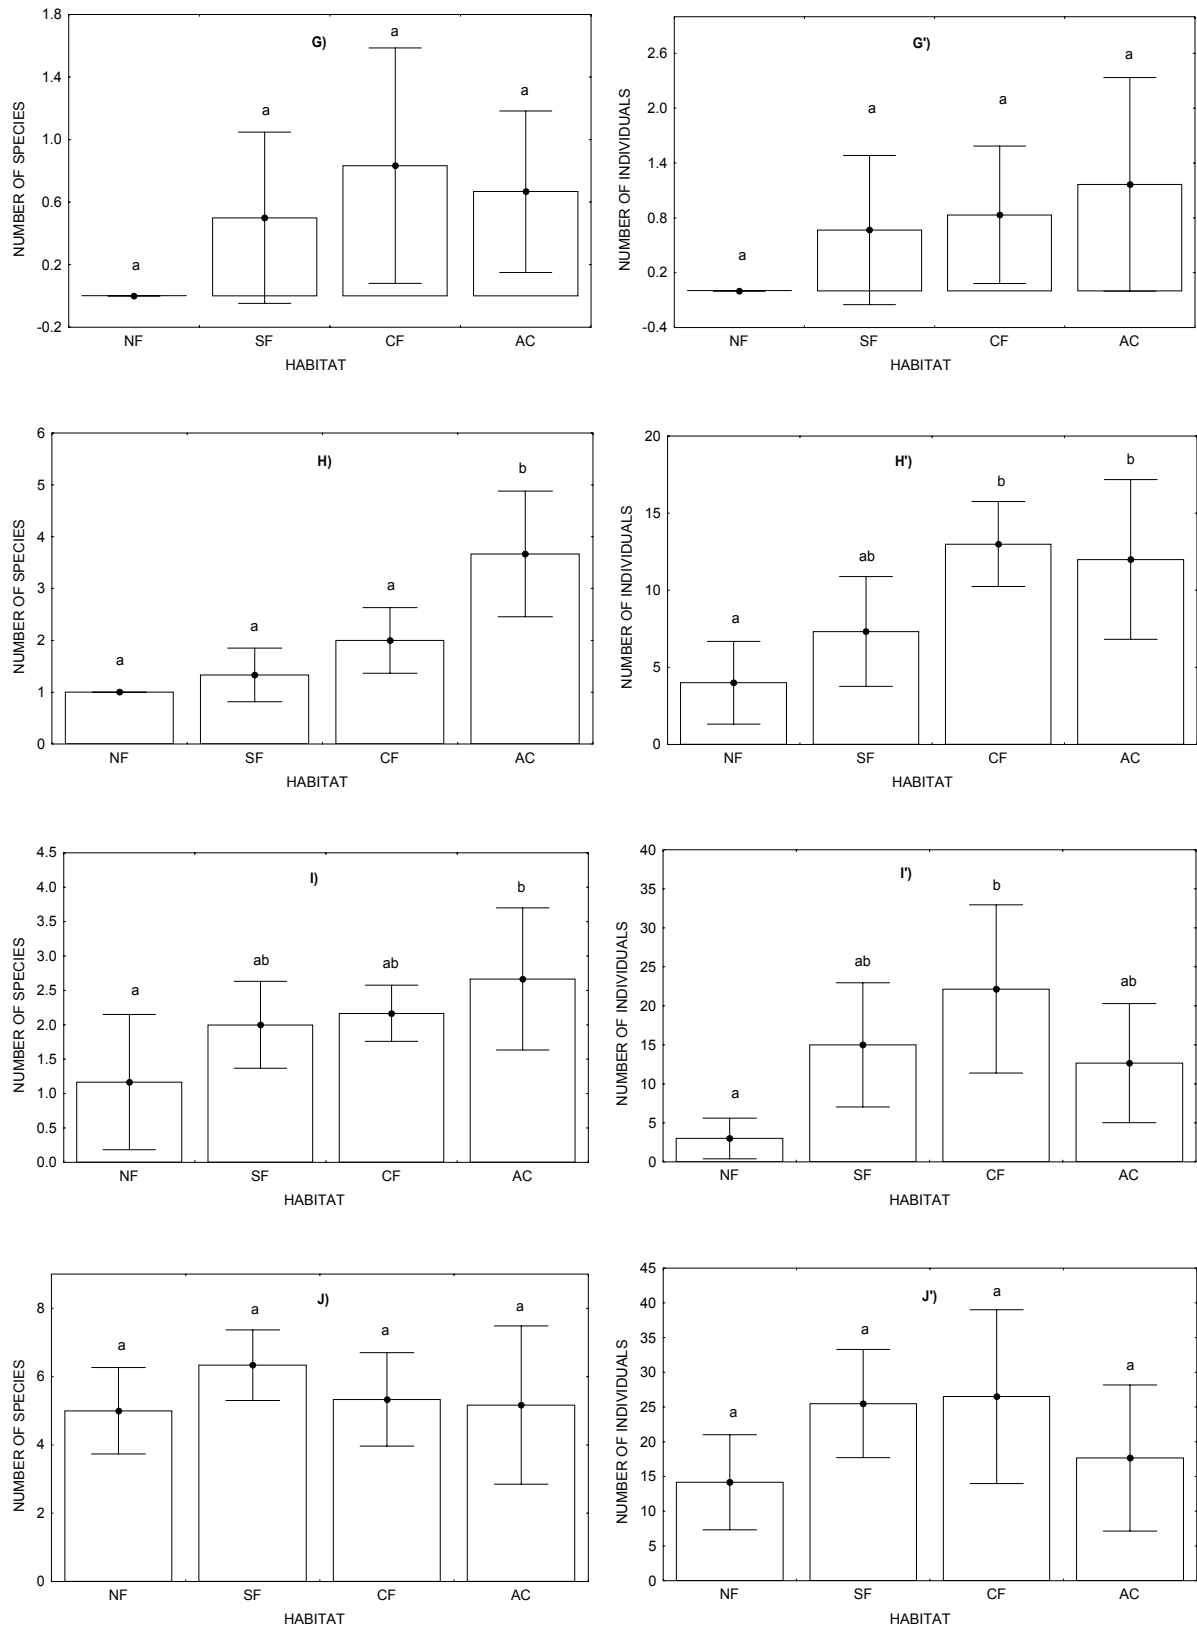 G)
NUMBER OF SPECIES
1.8
1.4
1.0
0.6
0.2
-0.2
a
a
a
a
NF SF CF AC
HABITAT
G')
NUMBER OF INDIVIDUALS
2.6
2.0
1.4
0.8
0.2
-0.4
a
a
a
a
NF SF CF AC
HABITAT
H)
NUMBER OF SPECIES
6
5
4
3
2
1
0
a
a
a
b
NF SF CF AC
HABITAT
H')
NUMBER OF INDIVIDUALS
20
15
10
5
0
a
ab
b
b
NF SF CF AC
HABITAT
I)
NUMBER OF SPECIES
4.5
3.5
3.0
2.5
2.0
1.5
1.0
0.5
0.0
a
ab
ab
b
NF SF CF AC
HABITAT
I')
NUMBER OF INDIVIDUALS
40
35
30
25
20
15
10
5
0
a
ab
b
ab
NF SF CF AC
HABITAT
J)
NUMBER OF SPECIES
8
6
4
2
0
a
a
a
a
NF SF CF AC
HABITAT
J')
NUMBER OF INDIVIDUALS
45
40
35
30
25
20
15
10
5
0
a
a
a
a
NF SF CF AC
HABITAT